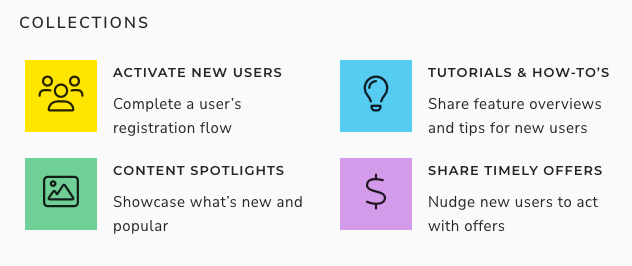 COLLECTIONS
ACTIVATE NEW USERS
Complete a user's
registration flow
TUTORIALS & HOW-TO'S
Share feature overviews
and tips for new users
CONTENT SPOTLIGHTS
Showcase what's new and
popular
SHARE TIMELY OFFERS
Nudge new users to act
with offers